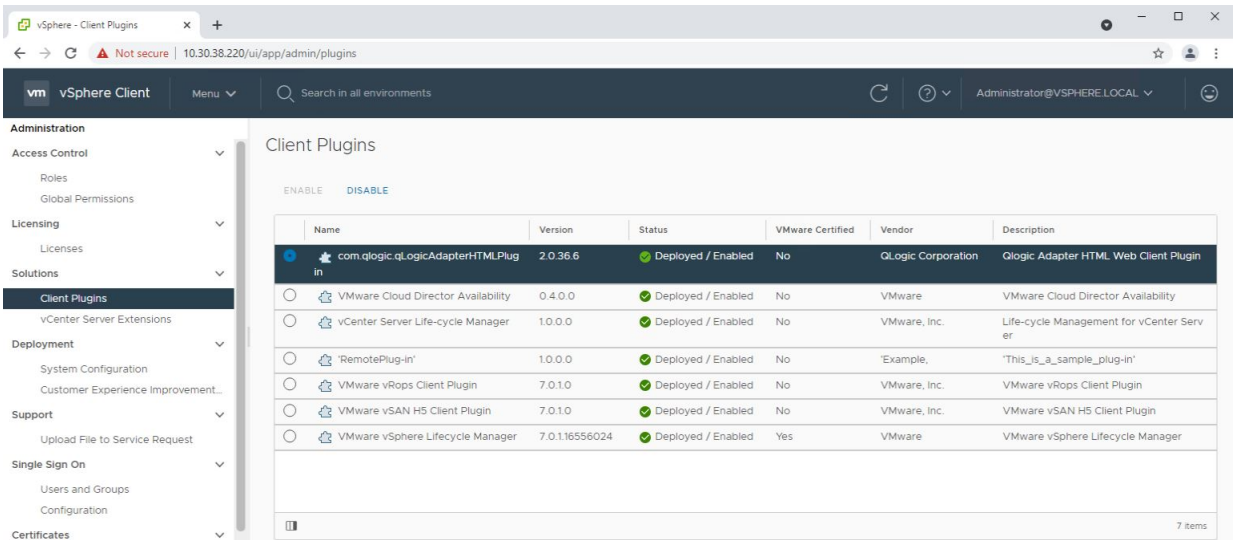 vSphere - Client Plugins
Not secure | 10.30.38.220/ui/app/admin/plugins
vm vSphere Client Menu Search in all environments Administrator@VSPHERE.LOCAL
Administration
Access Control
Roles
Global Permissions
Licensing
Licenses
Solutions
Client Plugins
vCenter Server Extensions
Deployment
System Configuration
Customer Experience Improvement...
Support
Upload File to Service Request
Single Sign On
Users and Groups
Configuration
Certificates
Client Plugins
ENABLE DISABLE
Name Version Status VMware Certified Vendor Description
com.qlogic.qLogicAdapterHTMLPlug 2.0.36.6 Deployed / Enabled No QLogic Corporation Qlogic Adapter HTML Web Client Plugin
in
VMware Cloud Director Availability 0.4.0.0 Deployed / Enabled No VMware VMware Cloud Director Availability
vCenter Server Life-cycle Manager 1.0.0.0 Deployed / Enabled No VMware, Inc. Life-cycle Management for vCenter Serv
er
'RemotePlug-in' 1.0.0.0 Deployed / Enabled No 'Example, 'This_is_a_sample_plug-in'
VMware vRops Client Plugin 7.0.1.0 Deployed / Enabled No VMware, Inc. VMware vRops Client Plugin
VMware vSAN H5 Client Plugin 7.0.1.0 Deployed / Enabled No VMware, Inc. VMware vSAN H5 Client Plugin
VMware vSphere Lifecycle Manager 7.0.1.16556024 Deployed / Enabled Yes VMware VMware vSphere Lifecycle Manager
7 items